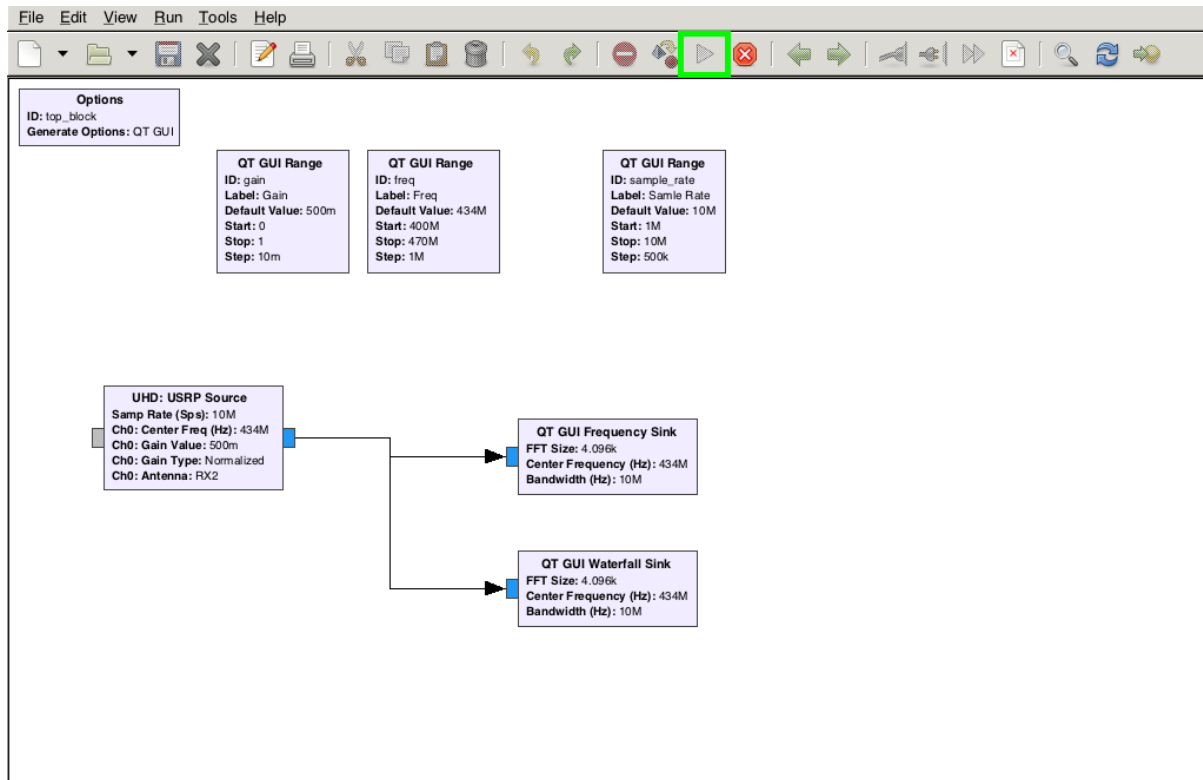 File Edit View Run Tools Help
Options
ID: top_block
Generate Options: QT GUI
QT GUI Range
ID: gain
Label: Gain
Default Value: 500m
Start: 0
Stop: 1
Step: 10m
QT GUI Range
ID: freq
Label: Freq
Default Value: 434M
Start: 400M
Stop: 470M
Step: 1M
QT GUI Range
ID: sample_rate
Label: Samle Rate
Default Value: 10M
Start: 1M
Stop: 10M
Step: 500k
UHD: USRP Source
Samp Rate (Sps): 10M
Ch0: Center Freq (Hz): 434M
Ch0: Gain Value: 500m
Ch0: Gain Type: Normalized
Ch0: Antenna: RX2
QT GUI Frequency Sink
FFT Size: 4.096k
Center Frequency (Hz): 434M
Bandwidth (Hz): 10M
QT GUI Waterfall Sink
FFT Size: 4.096k
Center Frequency (Hz): 434M
Bandwidth (Hz): 10M